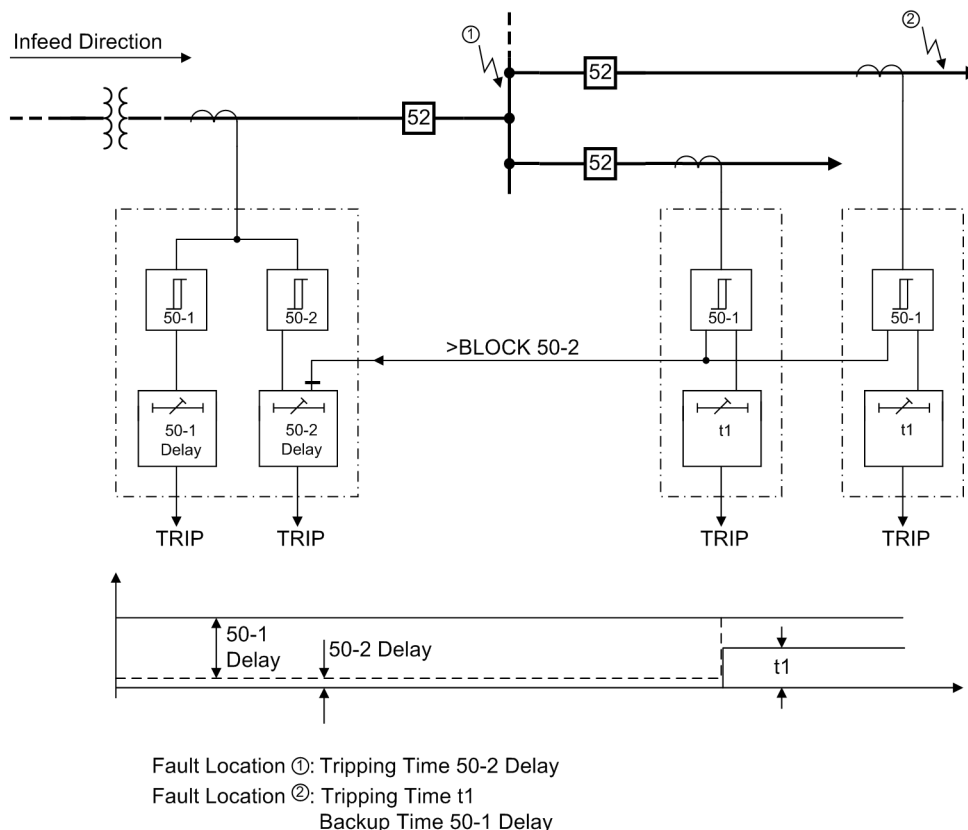 Infeed Direction
①
②
52
52
52
50-1
50-2
50-1
50-1
>BLOCK 50-2
50-1
Delay
50-2
Delay
t1
t1
TRIP
TRIP
TRIP
TRIP
50-1
Delay
50-2 Delay
t1
Fault Location ①: Tripping Time 50-2 Delay
Fault Location ②: Tripping Time t1
Backup Time 50-1 Delay